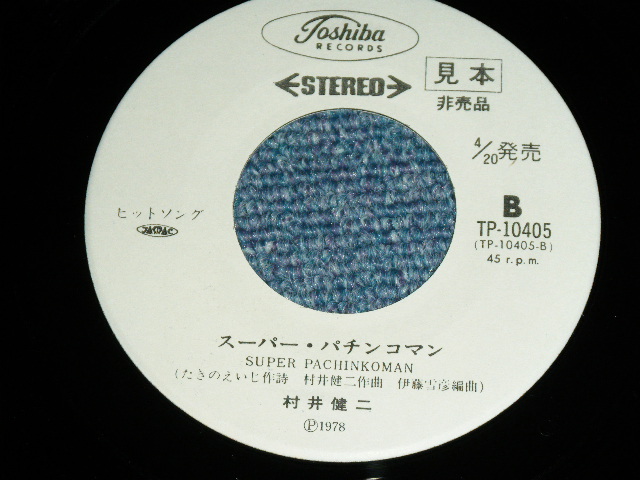 Toshiba
RECORDS
STEREO
見本
非売品
4/20発売
B
TP-10405
(TP-10405-B)
45 r.p.m.
ヒットソング
JASRAC
スーパー・パチンコマン
SUPER PACHINKOMAN
(たきのえいじ作詩 村井健二作曲 伊藤雪彦編曲)
村井健二
Ⓟ1978